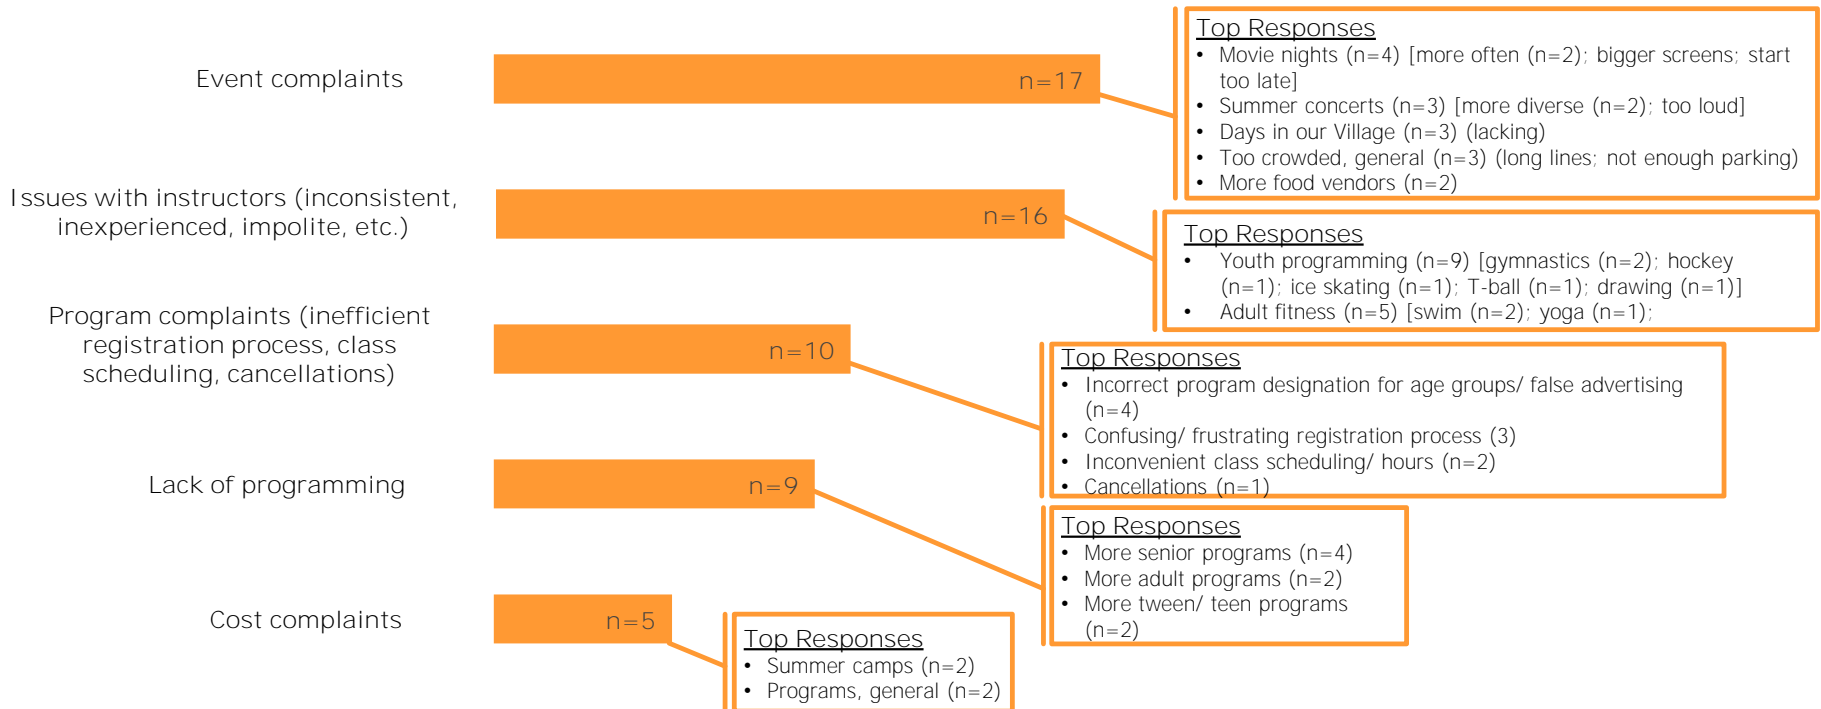 Event complaints
n=17
Top Responses
• Movie nights (n=4) [more often (n=2); bigger screens; start
too late]
• Summer concerts (n=3) [more diverse (n=2); too loud]
• Days in our Village (n=3) (lacking)
• Too crowded, general (n=3) (long lines; not enough parking)
• More food vendors (n=2)
Issues with instructors (inconsistent,
inexperienced, impolite, etc.)
n=16
Top Responses
• Youth programming (n=9) [gymnastics (n=2); hockey
(n=1); ice skating (n=1); T-ball (n=1); drawing (n=1)]
• Adult fitness (n=5) [swim (n=2); yoga (n=1);
Program complaints (inefficient
registration process, class
scheduling, cancellations)
n=10
Top Responses
• Incorrect program designation for age groups/ false advertising
(n=4)
• Confusing/ frustrating registration process (3)
• Inconvenient class scheduling/ hours (n=2)
• Cancellations (n=1)
Lack of programming
n=9
Top Responses
• More senior programs (n=4)
• More adult programs (n=2)
• More tween/ teen programs
(n=2)
Cost complaints
n=5
Top Responses
• Summer camps (n=2)
• Programs, general (n=2)